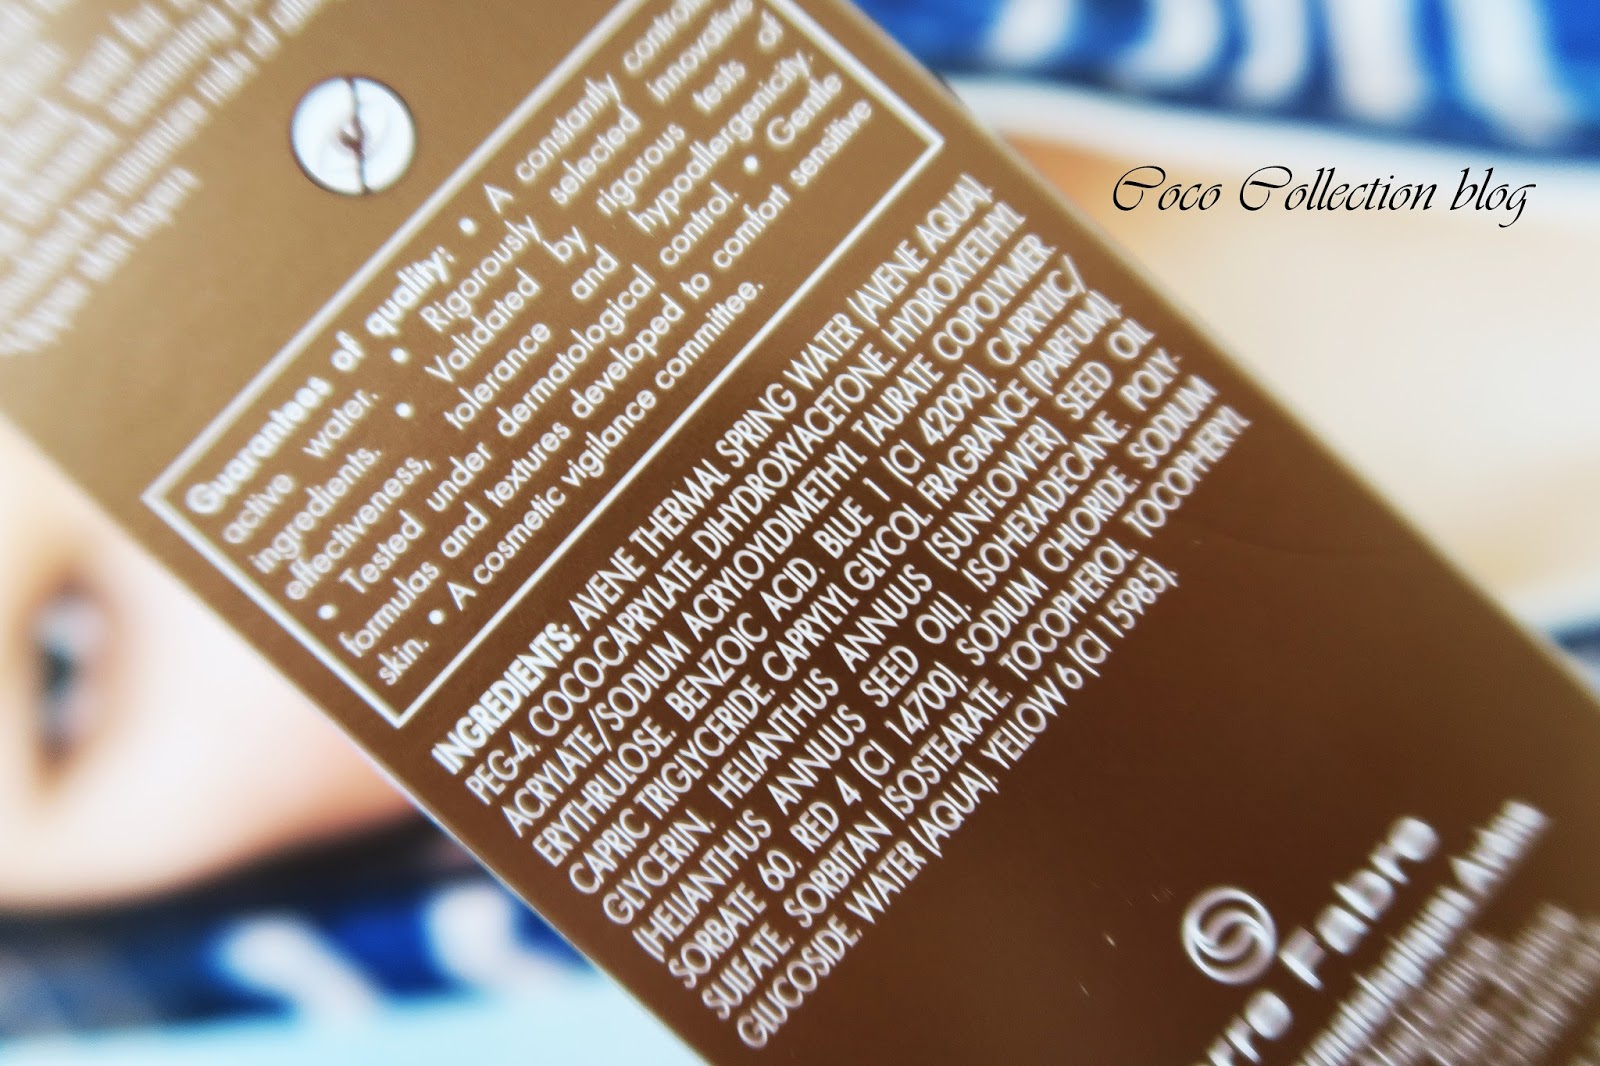 Coco Collection blog
Guarantees of quality: • A constantly
active water. • Rigorously selected innovative
ingredients. • Validated by rigorous tests of
effectiveness, tolerance and hypoallergenicity.
• Tested under dermatological control. • Gentle
formulas and textures developed to comfort sensitive
skin. • A cosmetic vigilance committee.
INGREDIENTS: AVENE THERMAL SPRING WATER (AVENE AQUA).
PEG-4. COCO-CAPRYLATE. DIHYDROXYACETONE. HYDROXYETHYL
ACRYLATE/SODIUM ACRYLOYLDIMETHYL TAURATE COPOLYMER.
ERYTHRULOSE. BENZOIC ACID. BLUE 1 (CI 42090). CAPRYLIC/
CAPRIC TRIGLYCERIDE. CAPRYLYL GLYCOL. FRAGRANCE (PARFUM).
GLYCERIN. HELIANTHUS ANNUUS (SUNFLOWER) SEED OIL
(HELIANTHUS ANNUUS SEED OIL). ISOHEXADECANE. POLY-
SORBATE 60. RED 4 (CI 14700). SODIUM CHLORIDE. SODIUM
SULFATE. SORBITAN ISOSTEARATE. TOCOPHEROL. TOCOPHERYL
GLUCOSIDE. WATER (AQUA). YELLOW 6 (CI 15985).
Fabre